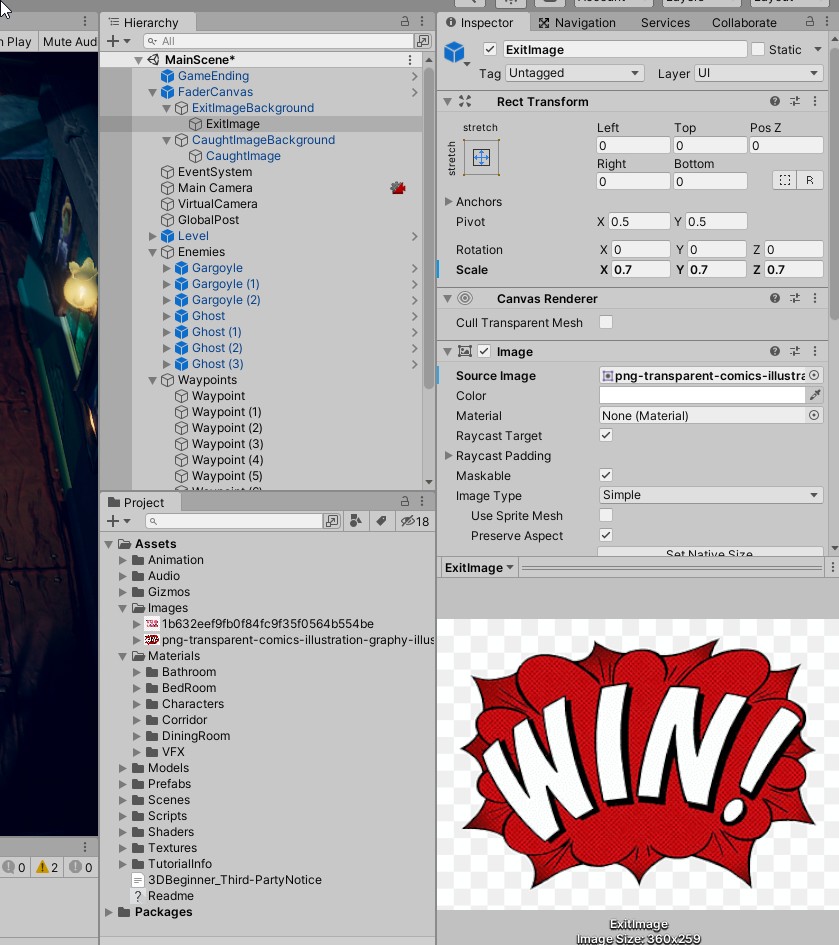 n Play
Mute Aud
0
2
0
Hierarchy
All
MainScene*
GameEnding
FaderCanvas
ExitImageBackground
ExitImage
CaughtImageBackground
CaughtImage
EventSystem
Main Camera
VirtualCamera
GlobalPost
Level
Enemies
Gargoyle
Gargoyle (1)
Gargoyle (2)
Ghost
Ghost (1)
Ghost (2)
Ghost (3)
Waypoints
Waypoint
Waypoint (1)
Waypoint (2)
Waypoint (3)
Waypoint (4)
Waypoint (5)
Project
18
Assets
Animation
Audio
Gizmos
Images
1b632eef9fb0f84fc9f35f0564b554be
png-transparent-comics-illustration-graphy-illus
Materials
Bathroom
BedRoom
Characters
Corridor
DiningRoom
VFX
Models
Prefabs
Scenes
Scripts
Shaders
Textures
TutorialInfo
3DBeginner_Third-PartyNotice
Readme
Packages
Inspector Navigation Services Collaborate
ExitImage Static
Tag Untagged Layer UI
Rect Transform
stretch
stretch
Left Top Pos Z
0 0 0
Right Bottom
0 0 R
Anchors
Pivot X 0.5 Y 0.5
Rotation X 0 Y 0 Z 0
Scale X 0.7 Y 0.7 Z 0.7
Canvas Renderer
Cull Transparent Mesh
Image
Source Image png-transparent-comics-illustra
Color
Material None (Material)
Raycast Target
Raycast Padding
Maskable
Image Type Simple
Use Sprite Mesh
Preserve Aspect
Set Native Size
ExitImage
WIN!
ExitImage
Image Size: 360x259